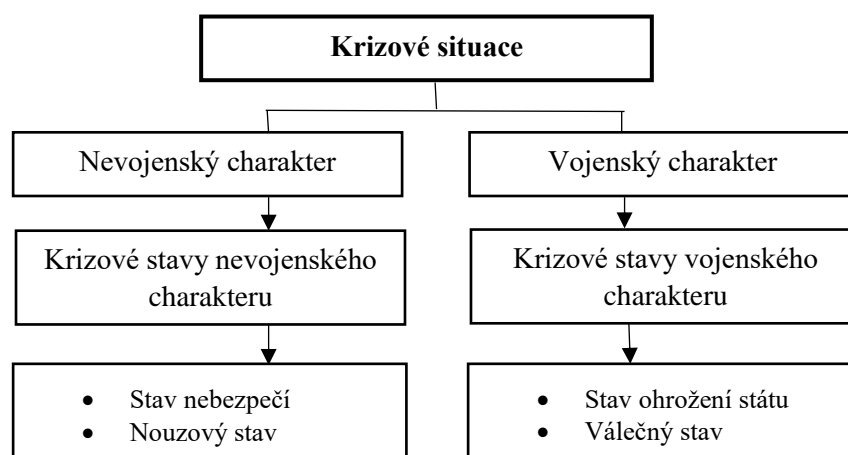 Krizové situace
Nevojenský charakter
Vojenský charakter
Krizové stavy nevojenského
charakteru
Krizové stavy vojenského
charakteru
• Stav nebezpečí
• Nouzový stav
• Stav ohrožení státu
• Válečný stav